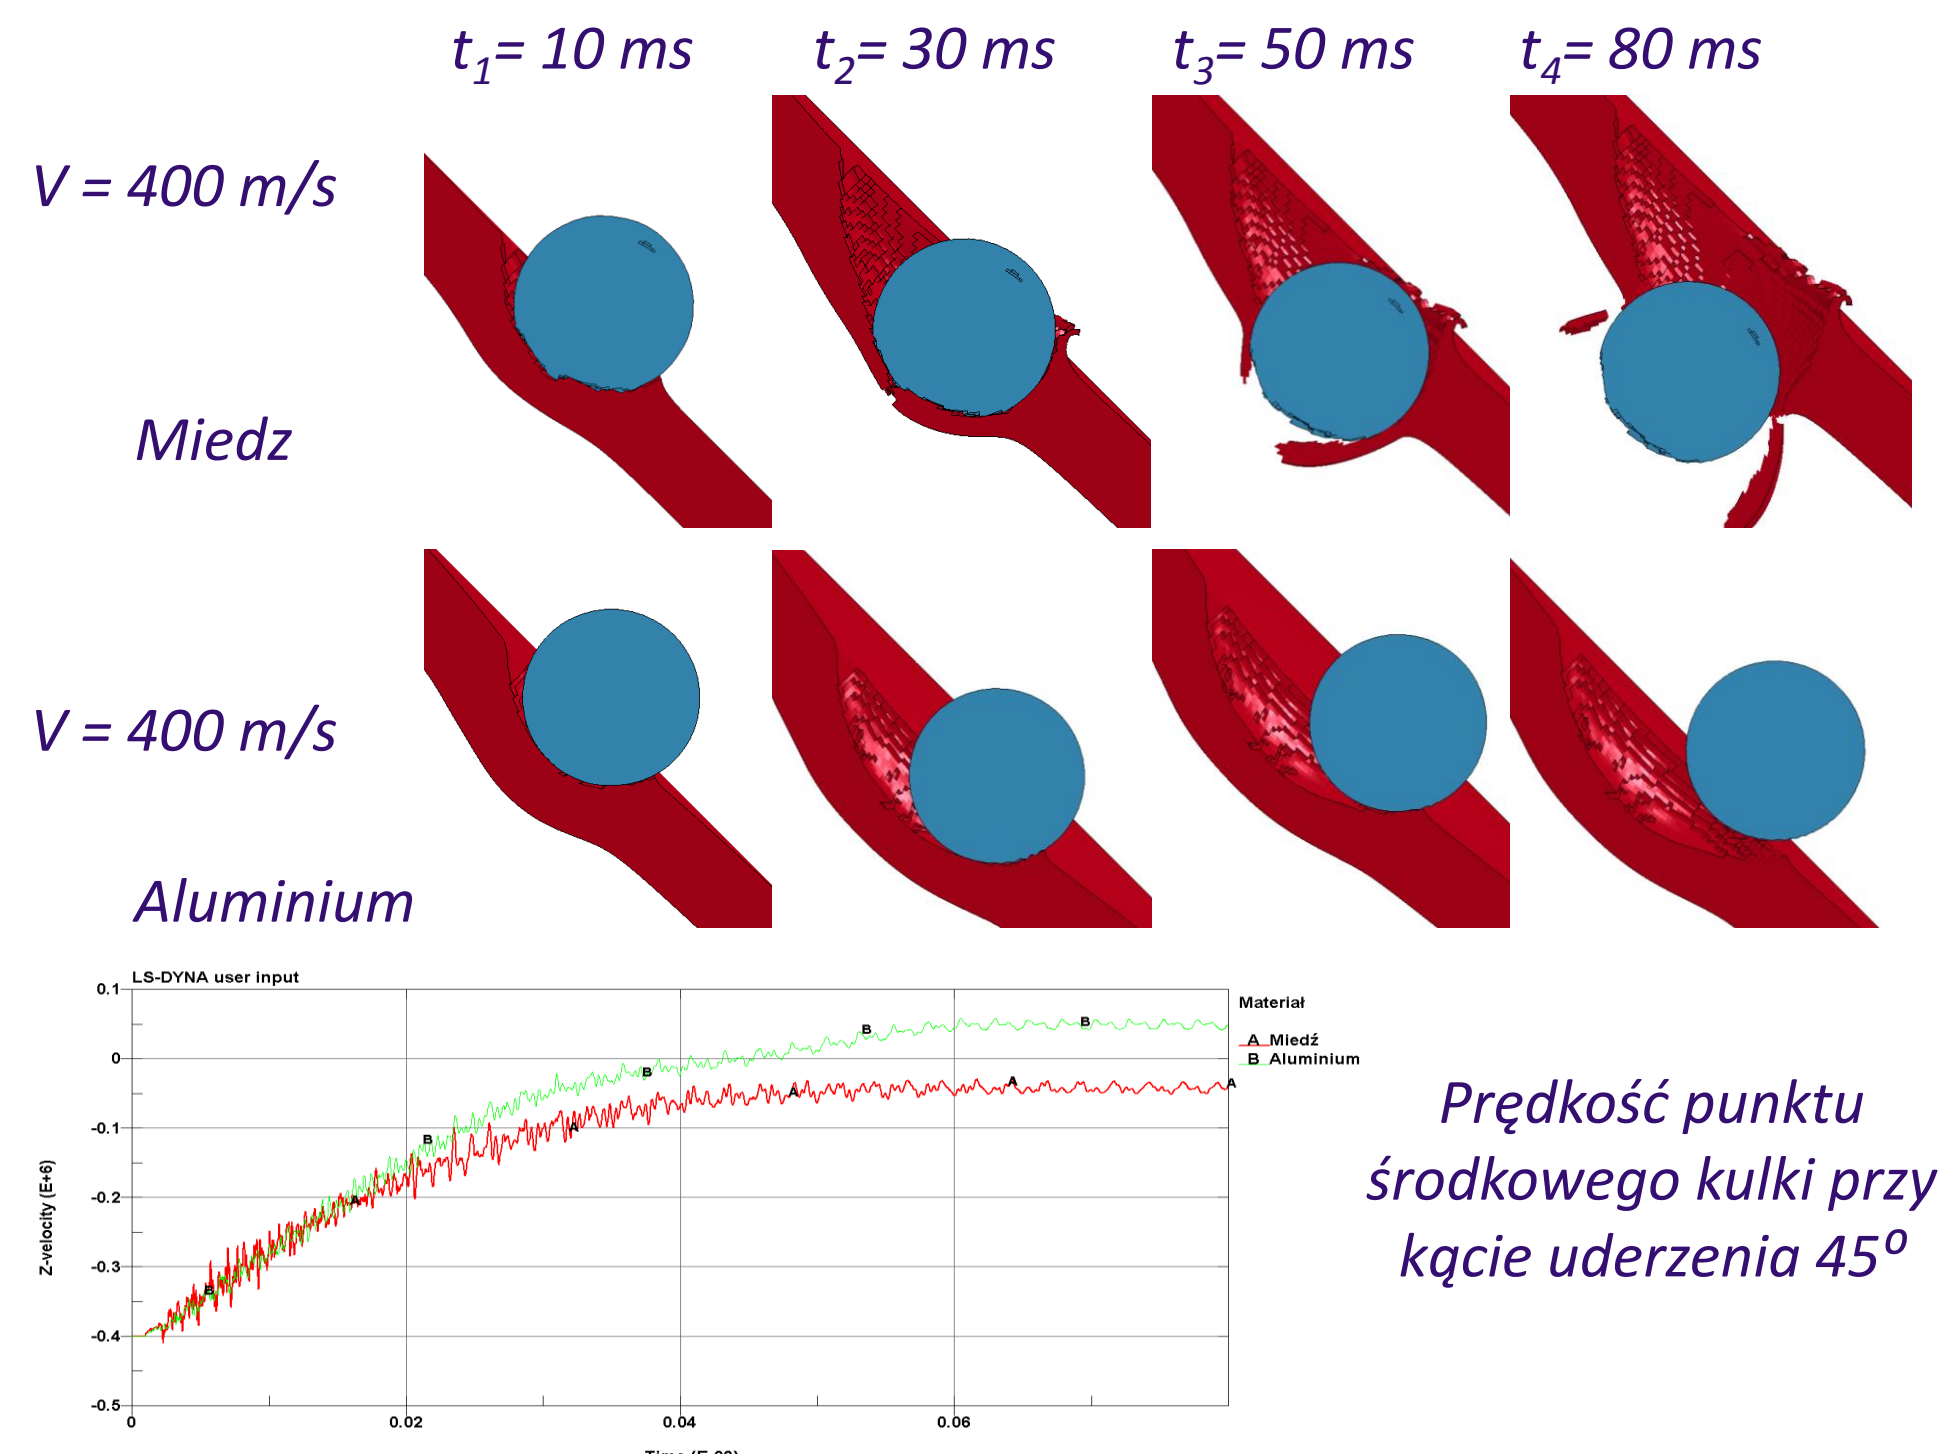 t1= 10 ms t2= 30 ms t3= 50 ms t4= 80 ms
V = 400 m/s
Miedz
V = 400 m/s
Aluminium
LS-DYNA user input
0.1
0
-0.1
-0.2
-0.3
-0.4
-0.5
Z-velocity (E+6)
0 0.02 0.04 0.06
B B B B B
A A A A A
Materiał
A Miedź
B Aluminium
Prędkość punktu
środkowego kulki przy
kącie uderzenia 45⁰